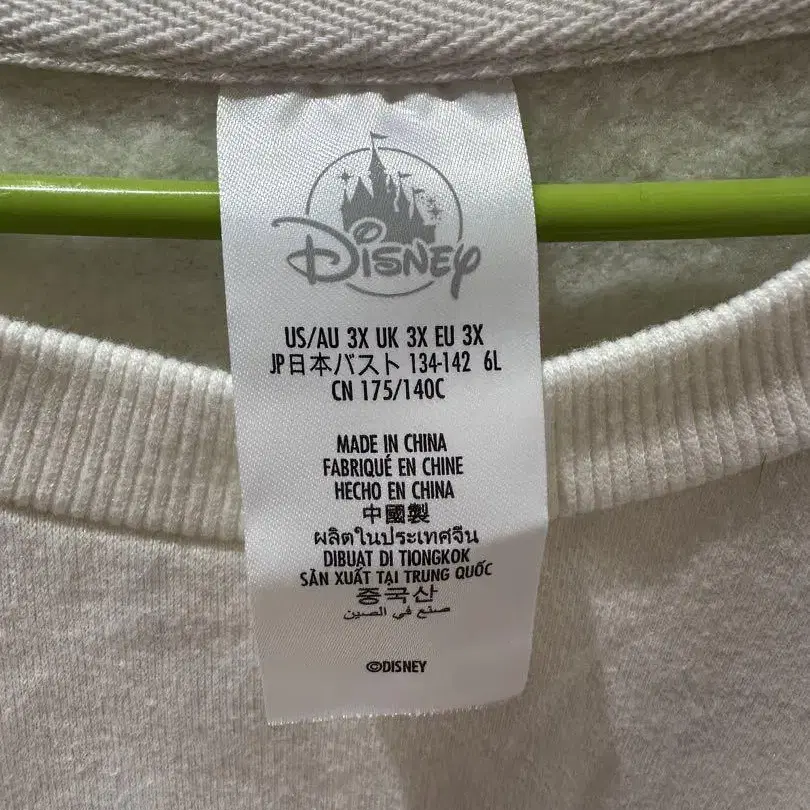 Disney
US/AU 3X UK 3X EU 3X
JP日本バスト 134-142 6L
CN 175/140C
MADE IN CHINA
FABRIQUÉ EN CHINE
HECHO EN CHINA
中國製
ผลิตในประเทศจีน
DIBUAT DI TIONGKOK
SẢN XUẤT TẠI TRUNG QUỐC
중국산
صنع في الصين
©DISNEY